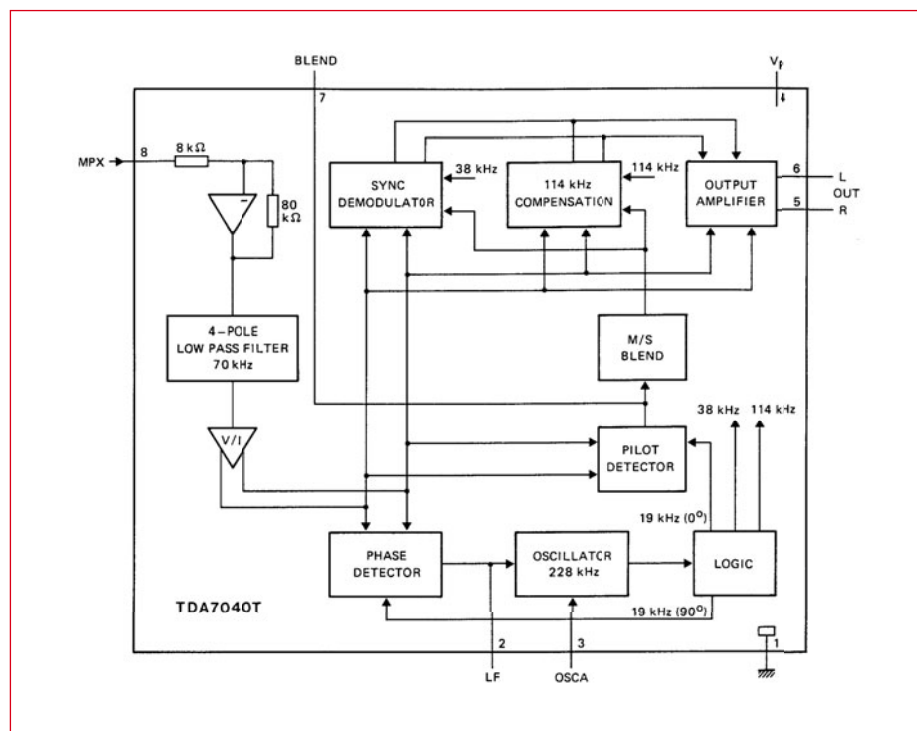 BLEND
7
4
MPX
8
8 kΩ
80
kΩ
SYNC
DEMODULATOR
38 kHz
114 kHz
COMPENSATION
114 kHz
OUTPUT
AMPLIFIER
6
L
OUT
5
R
4-POLE
LOW PASS FILTER
70 kHz
V/I
M/S
BLEND
38 kHz
114 kHz
PILOT
DETECTOR
19 kHz (0°)
PHASE
DETECTOR
OSCILLATOR
228 kHz
LOGIC
TDA7040T
19 kHz (90°)
2
3
1
LF
OSCA